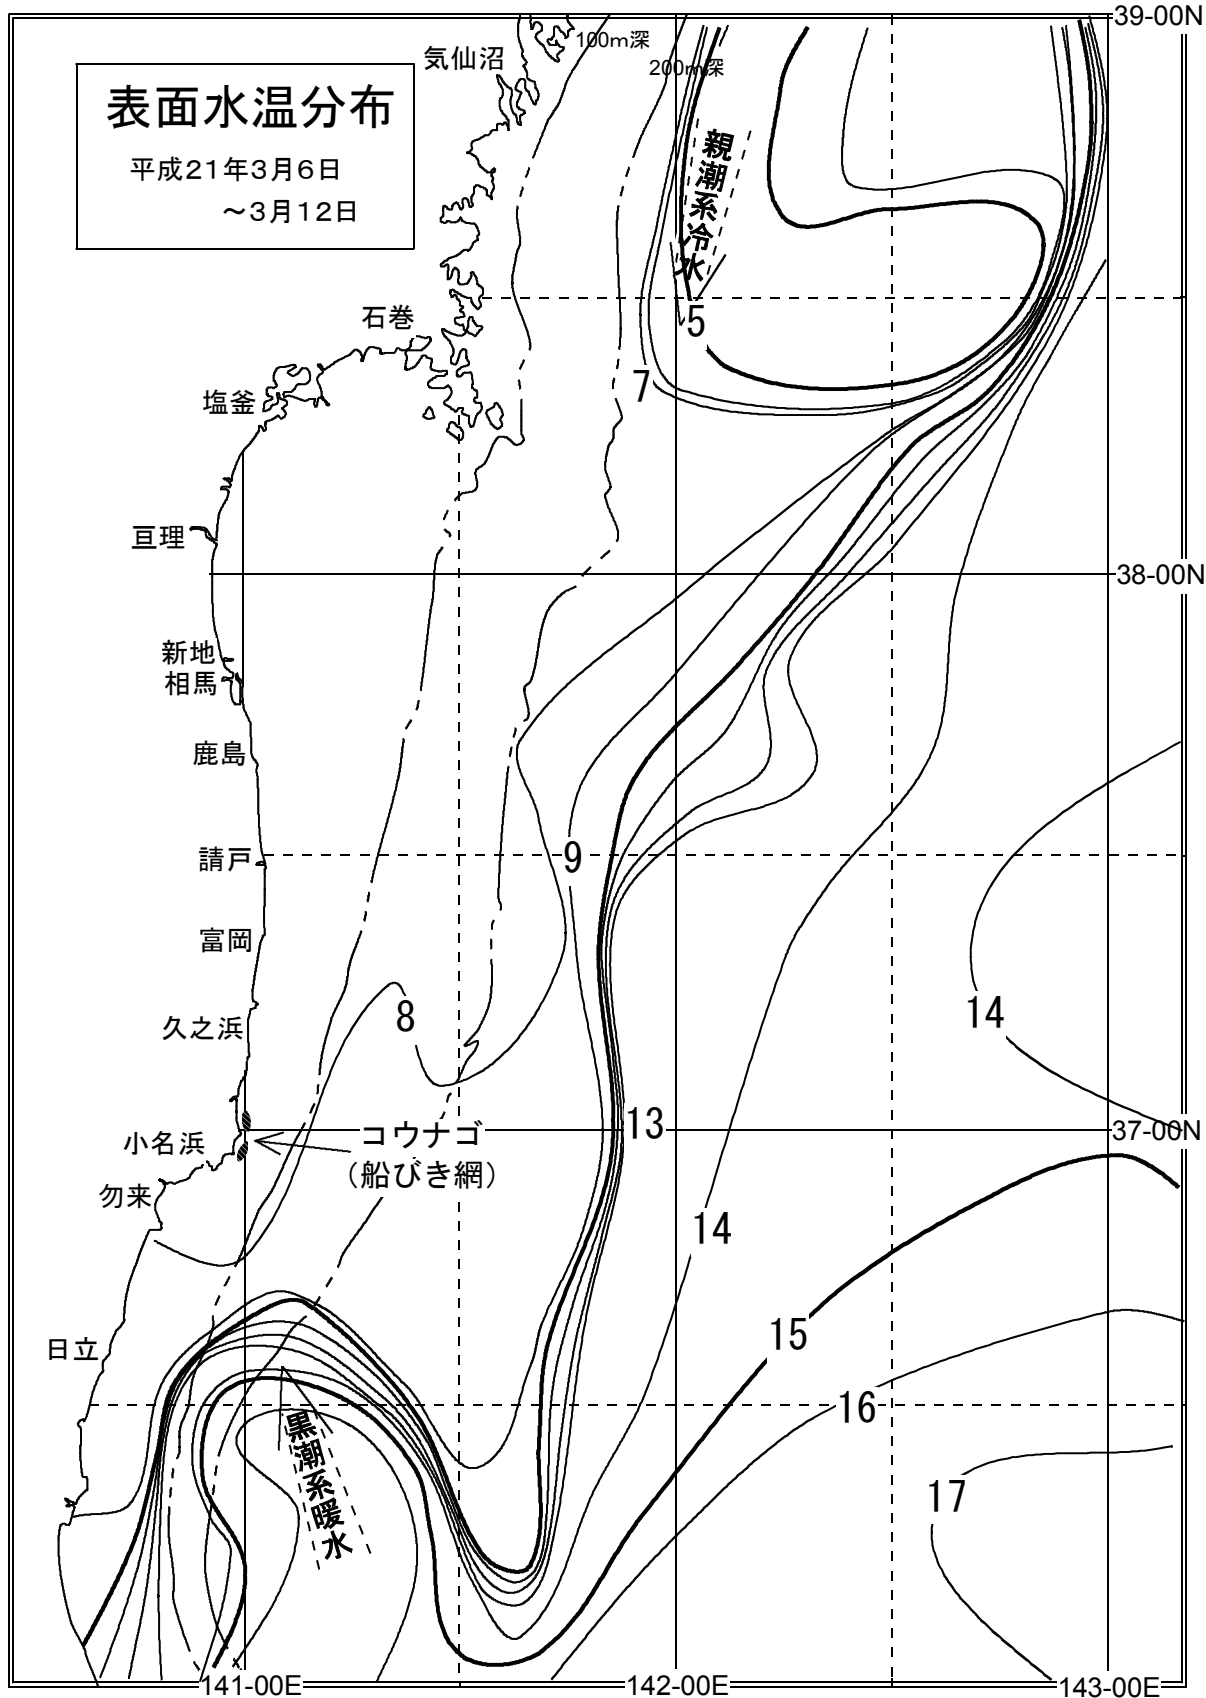 39-00N
100m深
気仙沼
200m深
表面水温分布
平成21年3月6日
～3月12日
親潮系冷水
石巻
5
7
塩釜
亘理
38-00N
新地
相馬
鹿島
9
請戸
富岡
8
14
久之浜
13
コウナゴ
37-00N
小名浜
（船びき網）
勿来
14
15
日立
16
黒潮系暖水
17
141-00E
142-00E
143-00E